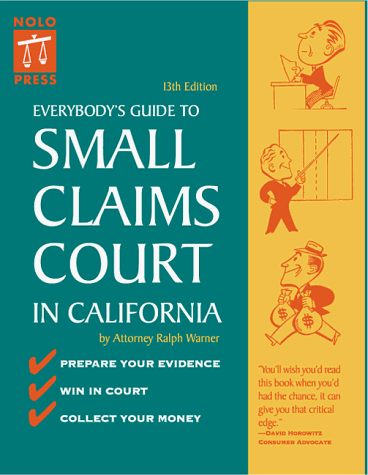 NOLO
PRESS
13th Edition
EVERYBODY'S GUIDE TO
SMALL
CLAIMS
COURT
IN CALIFORNIA
by Attorney Ralph Warner
PREPARE YOUR EVIDENCE
WIN IN COURT
COLLECT YOUR MONEY
$
$
"You'll wish you'd read
this book when you'd
had the chance, it can
give you that critical
edge."
—DAVID HOROWITZ
CONSUMER ADVOCATE